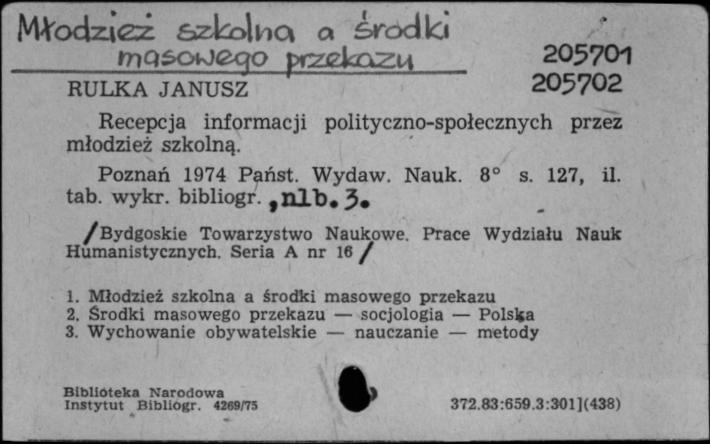 Młodzież szkolna a środki
masowego przekazu
205701
205702
RULKA JANUSZ
Recepcja informacji polityczno-społecznych przez
młodzież szkolną.
Poznań 1974 Państ. Wydaw. Nauk. 8° s. 127, il.
tab. wykr. bibliogr. , nlb. 3.
/Bydgoskie Towarzystwo Naukowe. Prace Wydziału Nauk
Humanistycznych. Seria A nr 16/
1. Młodzież szkolna a środki masowego przekazu
2. Środki masowego przekazu — socjologia — Polska
3. Wychowanie obywatelskie — nauczanie — metody
Biblioteka Narodowa
Instytut Bibliogr. 4269/75
372.83:659.3:301](438)